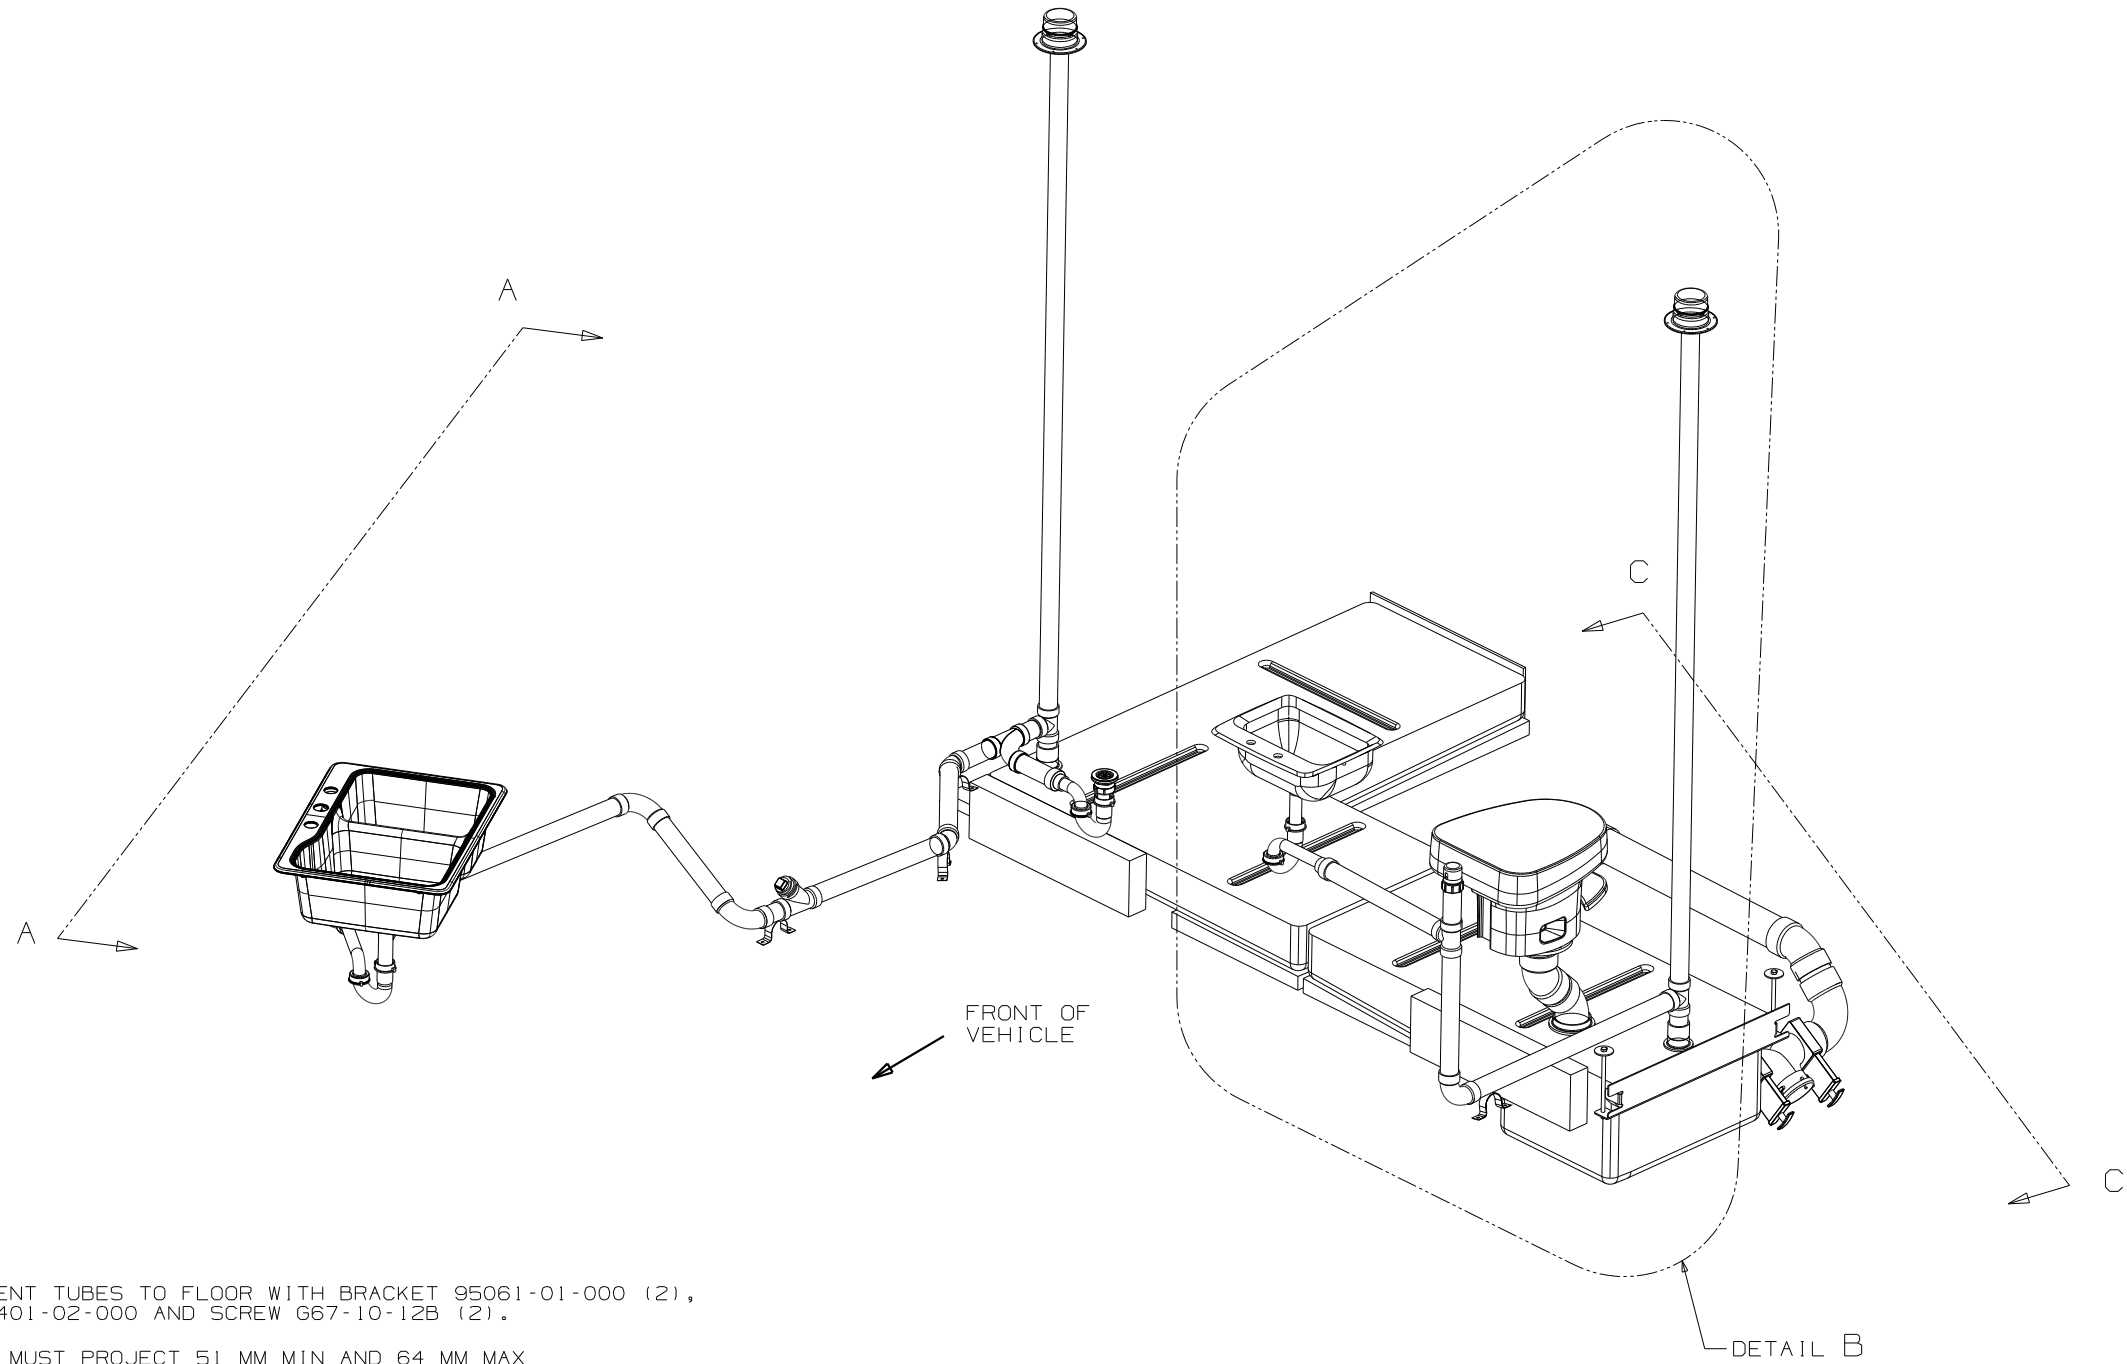 A
C
A
FRONT OF
VEHICLE
C
ENT TUBES TO FLOOR WITH BRACKET 95061-01-000 (2),
401-02-000 AND SCREW G67-10-12B (2).
MUST PROJECT 51 MM MIN AND 64 MM MAX
DETAIL B